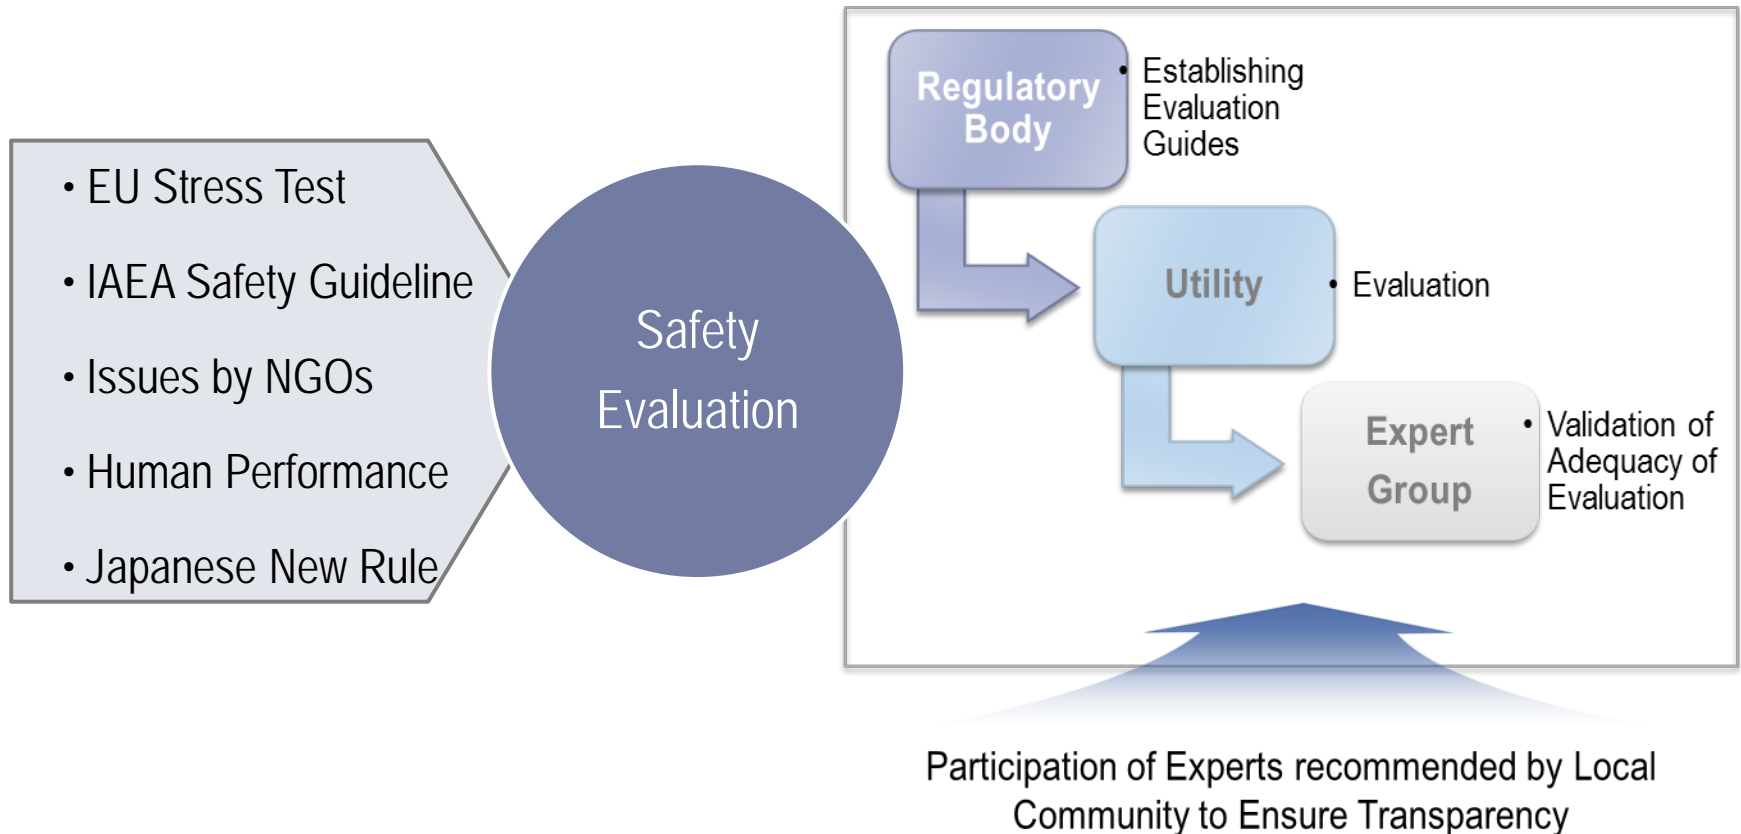 • EU Stress Test
• IAEA Safety Guideline
• Issues by NGOs
• Human Performance
• Japanese New Rule
Safety
Evaluation
Regulatory
Body
• Establishing
Evaluation
Guides
Utility
• Evaluation
Expert
Group
• Validation of
Adequacy of
Evaluation
Participation of Experts recommended by Local
Community to Ensure Transparency